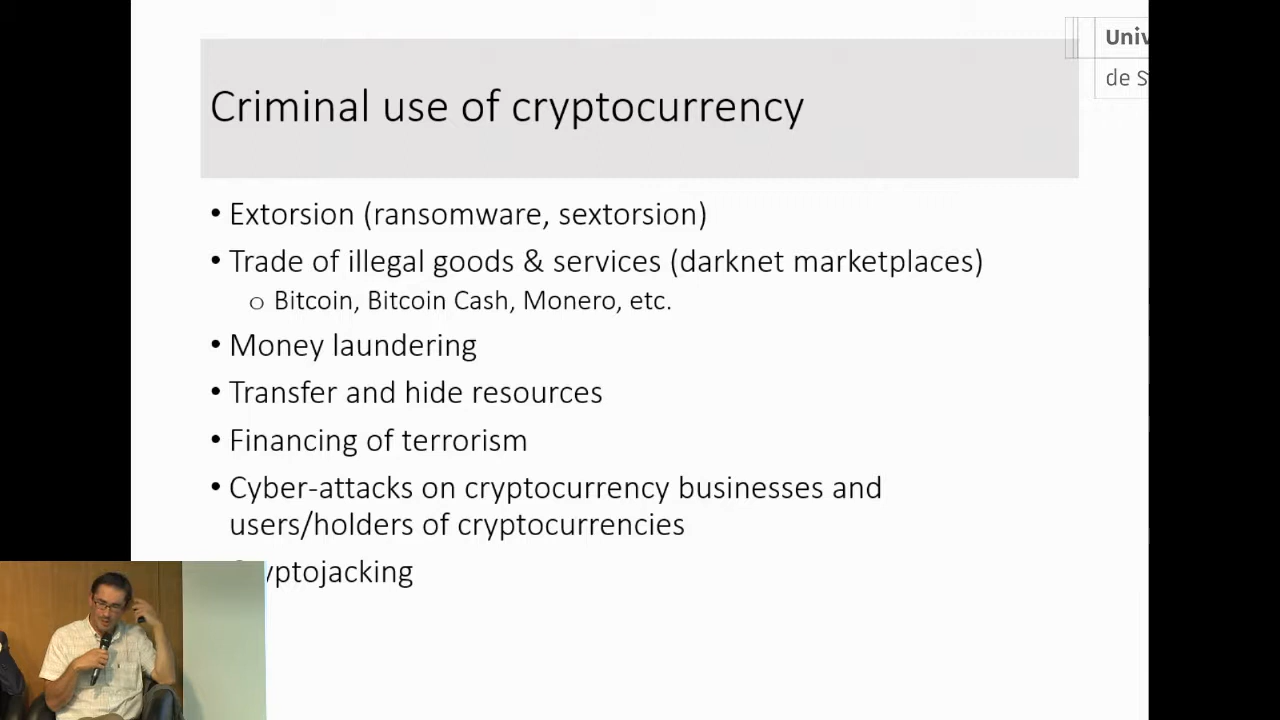 Univ
de S
Criminal use of cryptocurrency
• Extorsion (ransomware, sextorsion)
• Trade of illegal goods & services (darknet marketplaces)
o Bitcoin, Bitcoin Cash, Monero, etc.
• Money laundering
• Transfer and hide resources
• Financing of terrorism
• Cyber-attacks on cryptocurrency businesses and
users/holders of cryptocurrencies
yptojacking